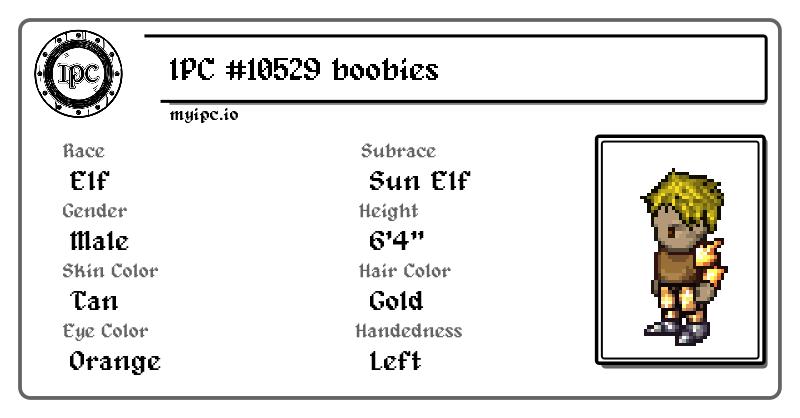 IPC
IPC #10529 boobies
myipc.io
Race
Elf
Subrace
Sun Elf
Gender
Male
Height
6'4"
Skin Color
Tan
Hair Color
Gold
Eye Color
Orange
Handedness
Left